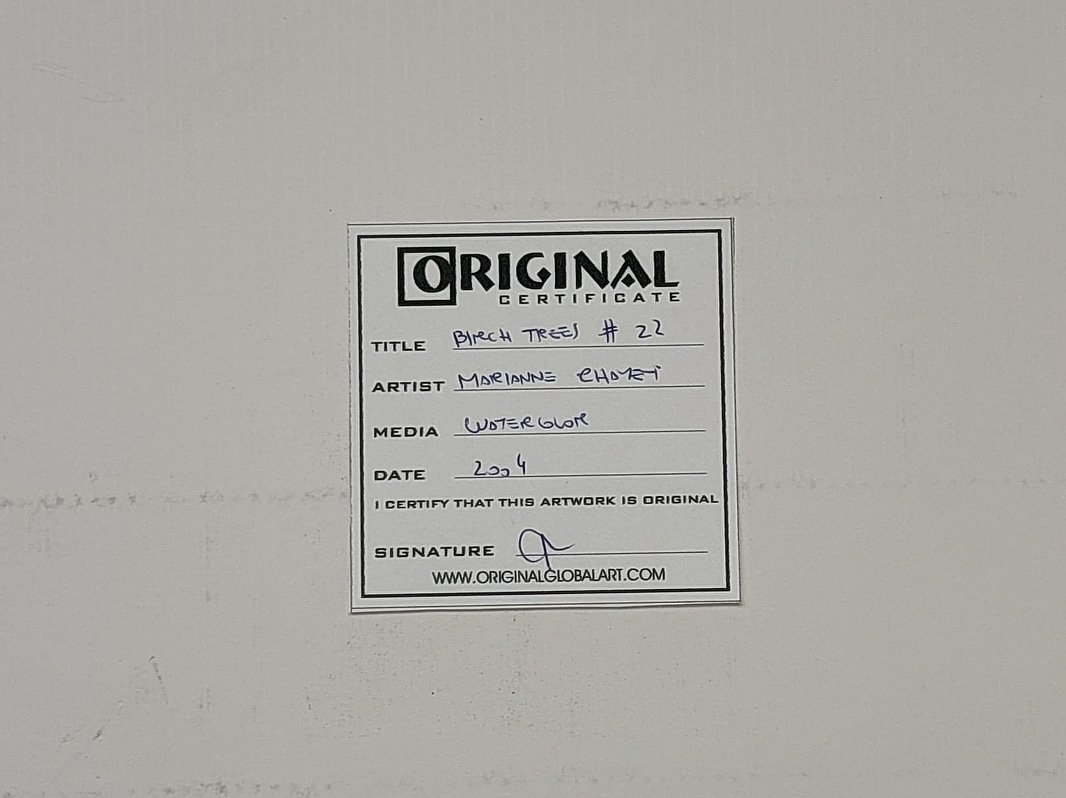 ORIGINAL
CERTIFICATE
TITLE BIRCH TREES # 22
ARTIST MARIANNE
MEDIA WATERCOLOR
DATE 2004
I CERTIFY THAT THIS ARTWORK IS ORIGINAL
SIGNATURE
WWW.ORIGINALGLOBALART.COM